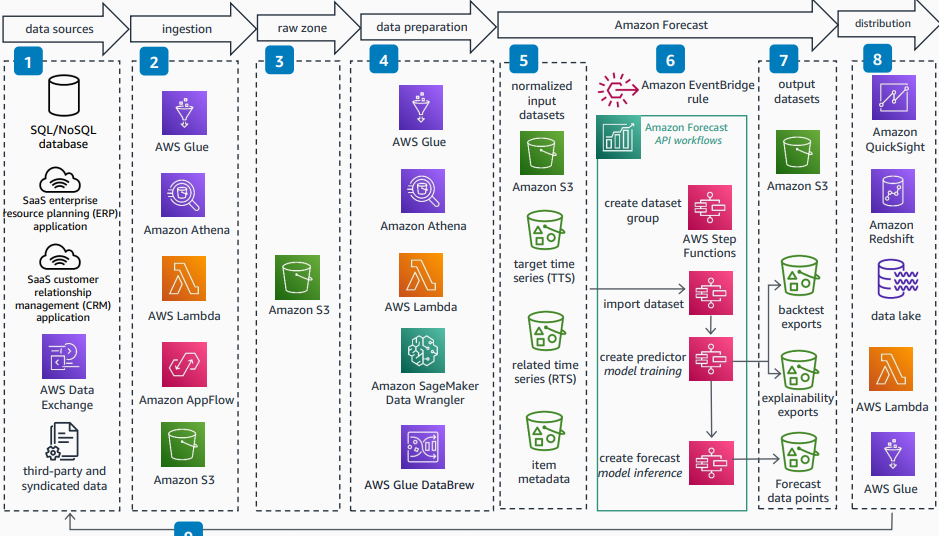 data sources
ingestion
raw zone
data preparation
Amazon Forecast
distribution
1
SQL/NoSQL
database
SaaS enterprise
resource planning (ERP)
application
SaaS customer
relationship
management (CRM)
application
AWS Data
Exchange
third-party and
syndicated data
2
AWS Glue
Amazon Athena
AWS Lambda
Amazon AppFlow
Amazon S3
3
Amazon S3
4
AWS Glue
Amazon Athena
AWS Lambda
Amazon SageMaker
Data Wrangler
AWS Glue DataBrew
5
normalized
input
datasets
Amazon S3
target time
series (TTS)
related time
series (RTS)
item
metadata
6
Amazon EventBridge
rule
Amazon Forecast
API workflows
create dataset
group
AWS Step
Functions
import dataset
create predictor
model training
create forecast
model inference
7
output
datasets
Amazon S3
backtest
exports
explainability
exports
Forecast
data points
8
Amazon
QuickSight
Amazon
Redshift
data lake
AWS Lambda
AWS Glue